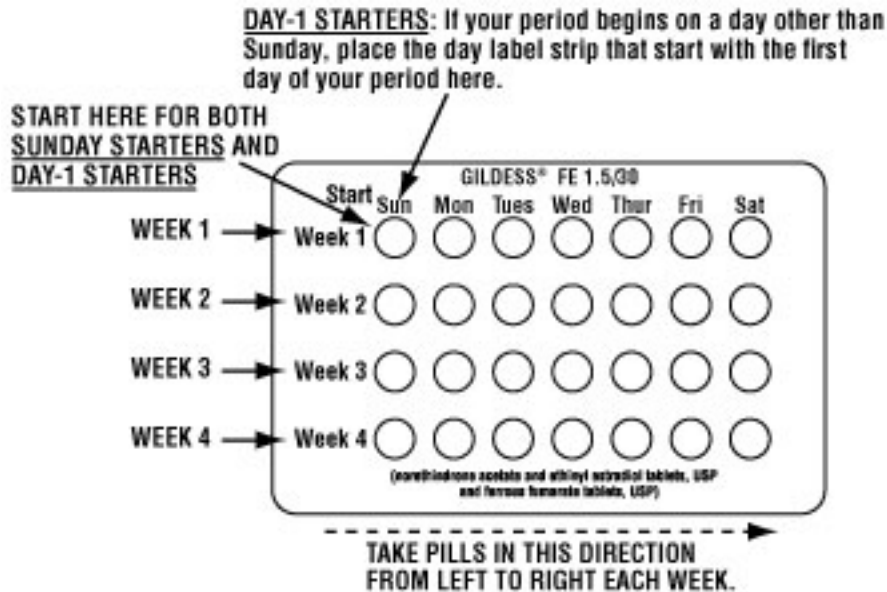 DAY-1 STARTERS: If your period begins on a day other than
Sunday, place the day label strip that start with the first
day of your period here.
START HERE FOR BOTH
SUNDAY STARTERS AND
DAY-1 STARTERS
GILDESS® FE 1.5/30
Start Sun Mon Tues Wed Thur Fri Sat
WEEK 1 Week 1
WEEK 2 Week 2
WEEK 3 Week 3
WEEK 4 Week 4
(norethindrone acetate and ethinyl estradiol tablets, USP
and ferrous fumarate tablets, USP)
TAKE PILLS IN THIS DIRECTION
FROM LEFT TO RIGHT EACH WEEK.